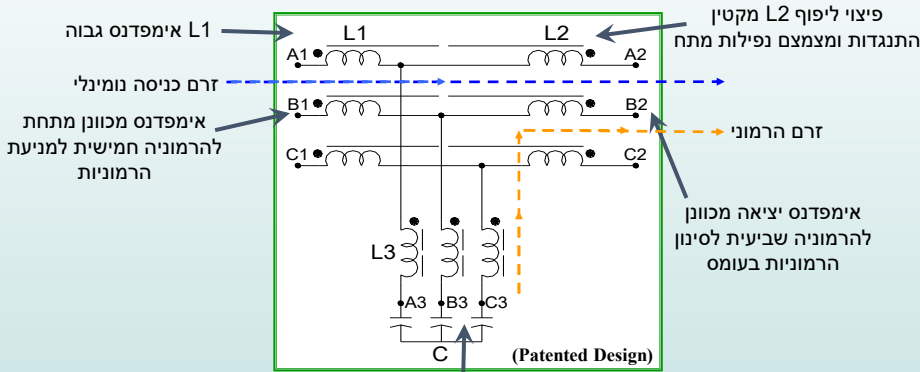 L1 אימפדנס גבוה
זרם כניסה נומינלי
אימפדנס מכוונן מתחת
להרמוניה חמישית למניעת
הרמוניות
L1
L2
A1
A2
B1
B2
C1
C2
L3
A3
B3
C3
C
(Patented Design)
פיצוי ליפוף L2 מקטין
התנגדות ומצמצם נפילות מתח
זרם הרמוני
אימפדנס יציאה מכוונן
להרמוניה שביעית לסינון
הרמוניות בעומס